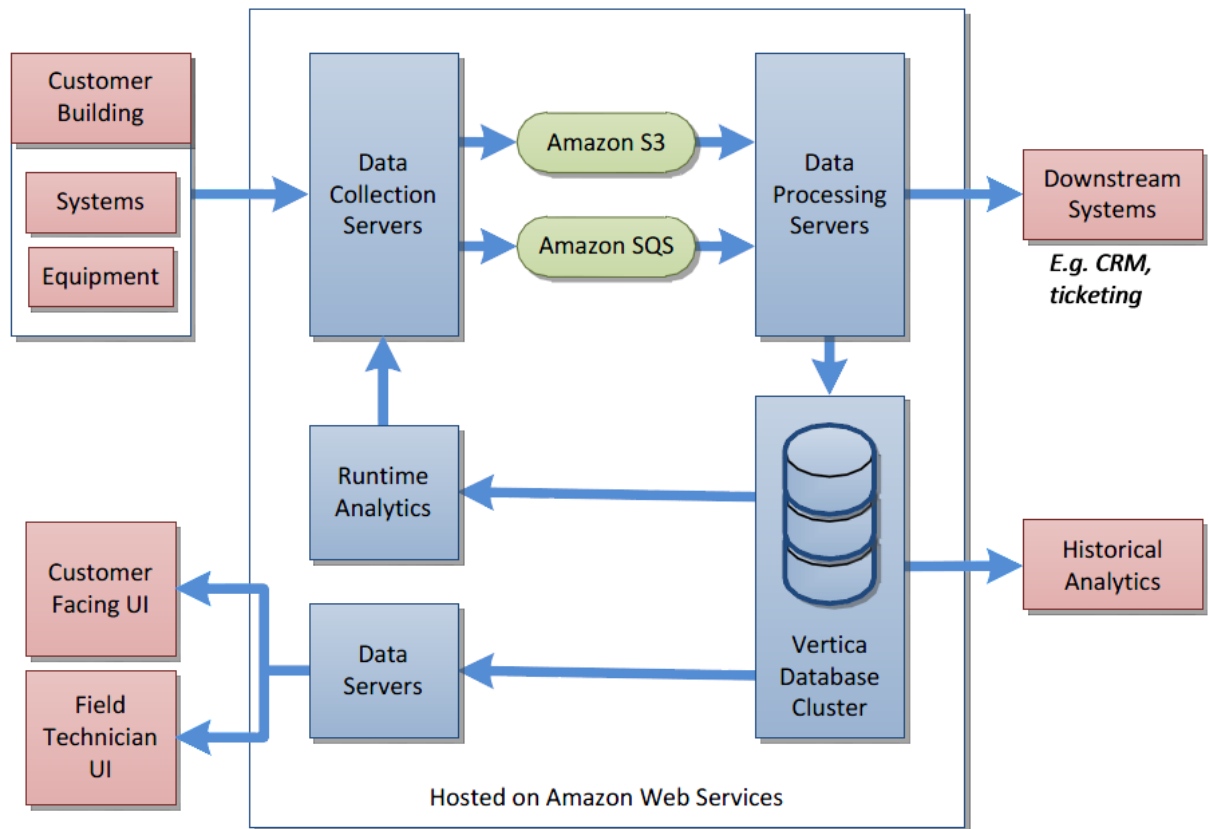 Customer
Building
Systems
Equipment
Data
Collection
Servers
Amazon S3
Amazon SQS
Data
Processing
Servers
Downstream
Systems
E.g. CRM,
ticketing
Runtime
Analytics
Customer
Facing UI
Field
Technician
UI
Data
Servers
Vertica
Database
Cluster
Historical
Analytics
Hosted on Amazon Web Services